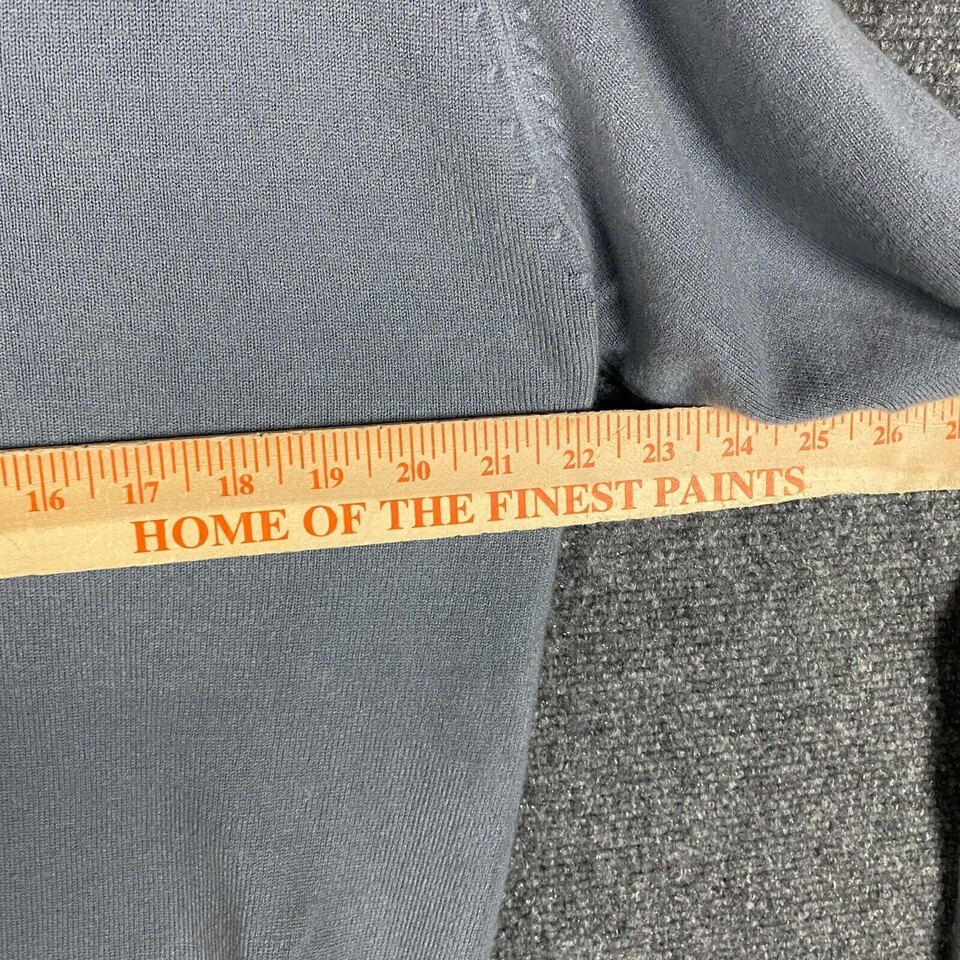 16 17 18 19 20 21 22 23 24 25 26
HOME OF THE FINEST PAINTS